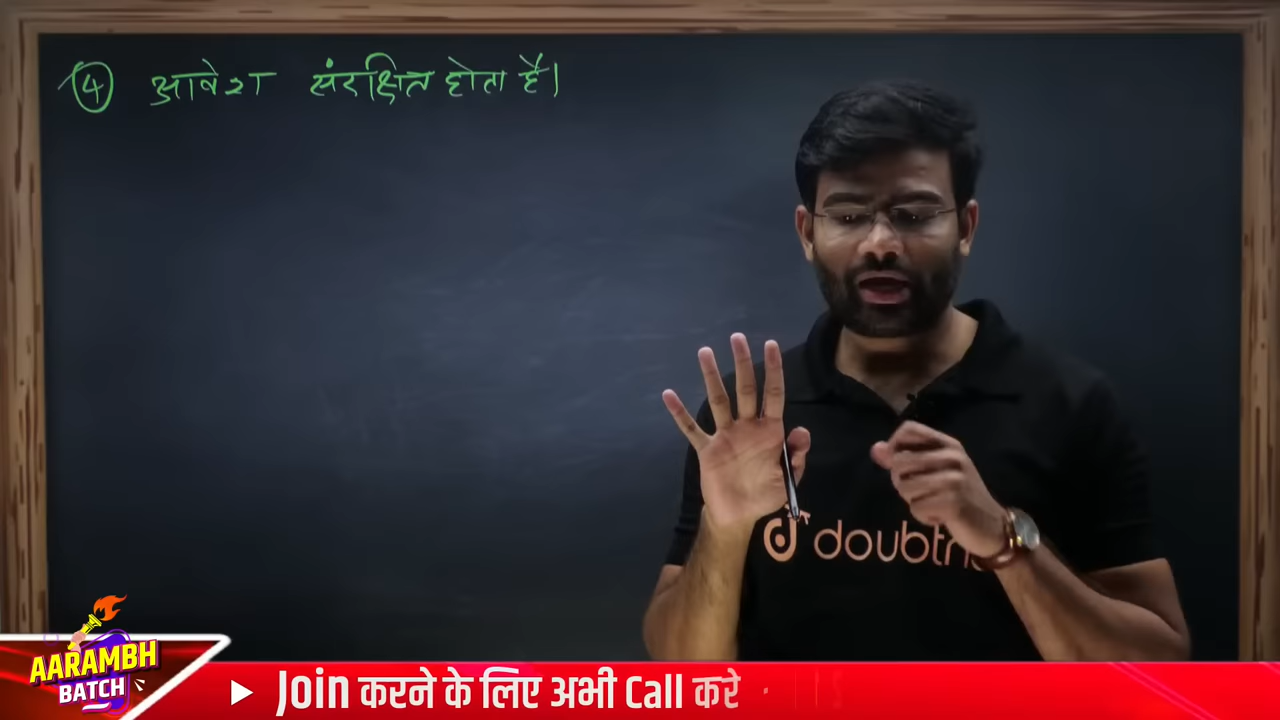 ④ आवेश संरक्षित होता है।
doubtn
AARAMBH
BATCH
Join करने के लिए अभी Call करे